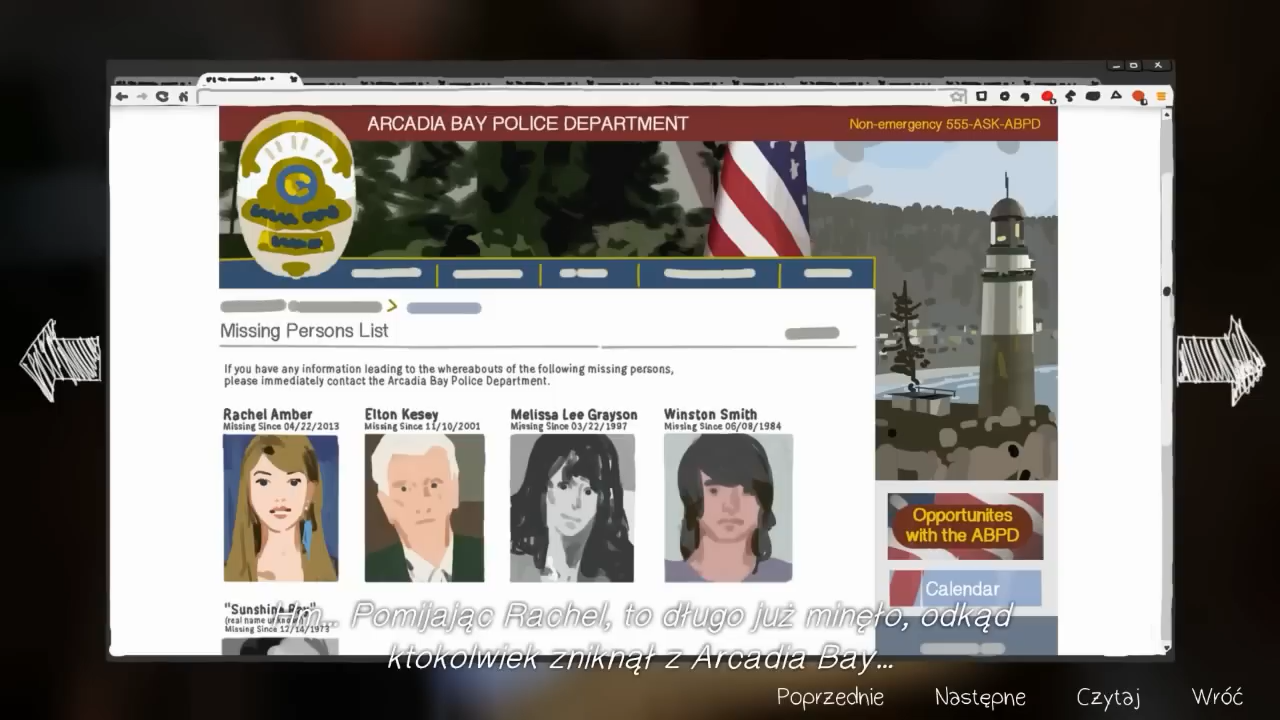 ARCADIA BAY POLICE DEPARTMENT
Non-emergency 555-ASK-ABPD
Missing Persons List
If you have any information leading to the whereabouts of the following missing persons,
please immediately contact the Arcadia Bay Police Department.
Rachel Amber
Missing Since 04/22/2013
Elton Kesey
Missing Since 11/10/2001
Melissa Lee Grayson
Missing Since 03/22/1997
Winston Smith
Missing Since 06/08/1984
Opportunites
with the ABPD
Calendar
"Sunshine
(real name unknown)
Missing Since 12/14/1973
Pomijając Rachel, to długo już minęło, odkąd
ktokolwiek zniknął z Arcadia Bay...
Poprzednie
Następne
Czytaj
Wróć